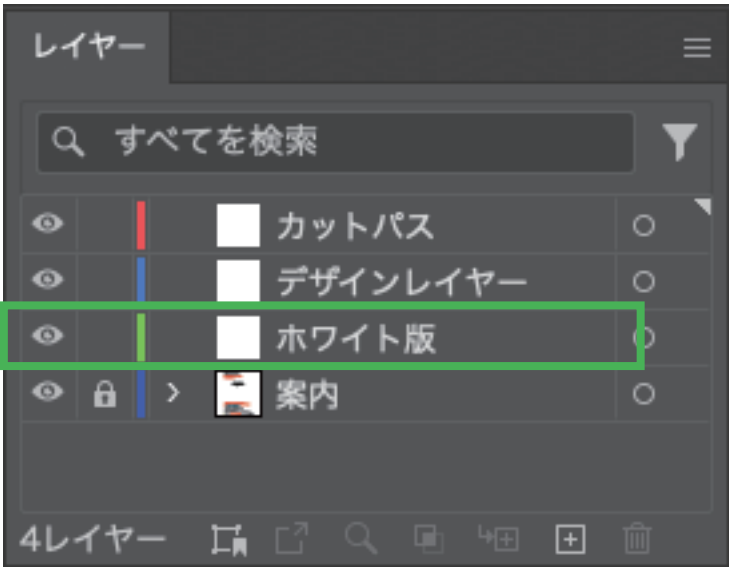 レイヤー
すべてを検索
カットパス
デザインレイヤー
ホワイト版
案内
4レイヤー